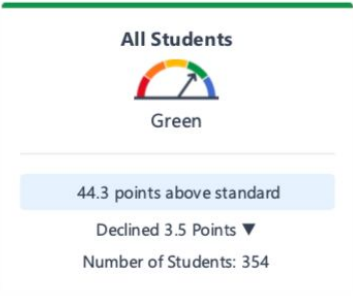 All Students
Green
44.3 points above standard
Declined 3.5 Points ▼
Number of Students: 354